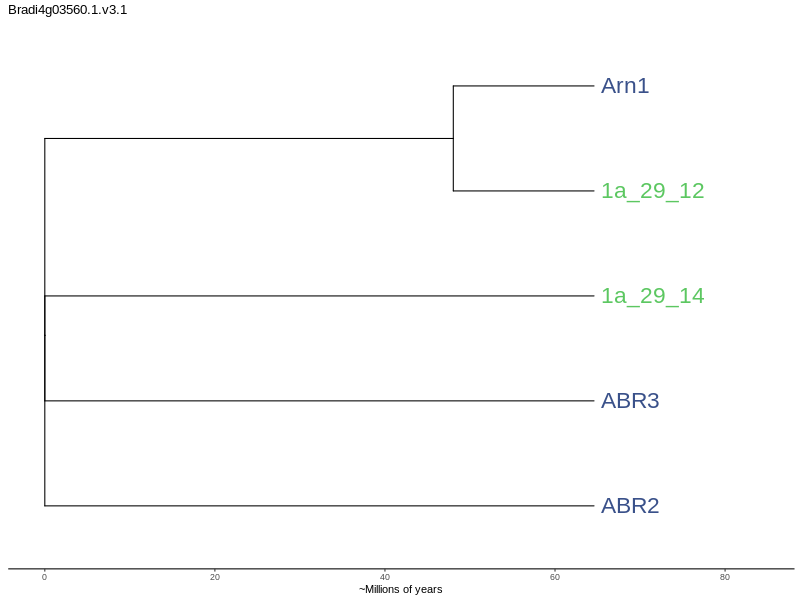 Bradi4g03560.1.v3.1
Arn1
1a_29_12
1a_29_14
ABR3
ABR2
0 20 40 60 80
~Millions of years